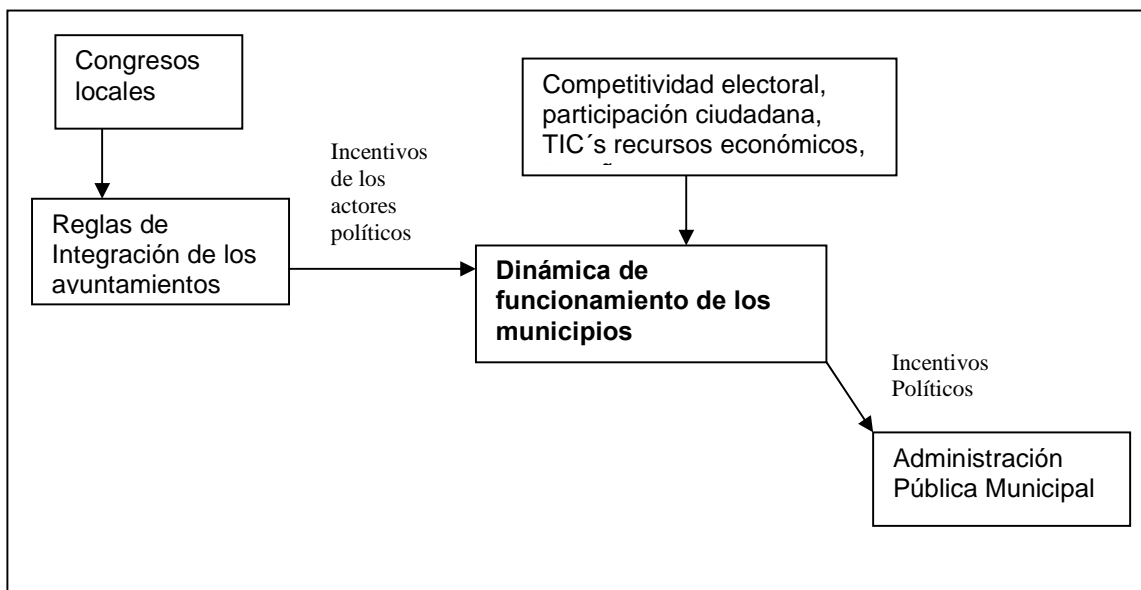 Congresos
locales
Competitividad electoral,
participación ciudadana,
TIC´s recursos económicos,
Incentivos
de los
actores
políticos
Reglas de
Integración de los
ayuntamientos
Dinámica de
funcionamiento de los
municipios
Incentivos
Políticos
Administración
Pública Municipal